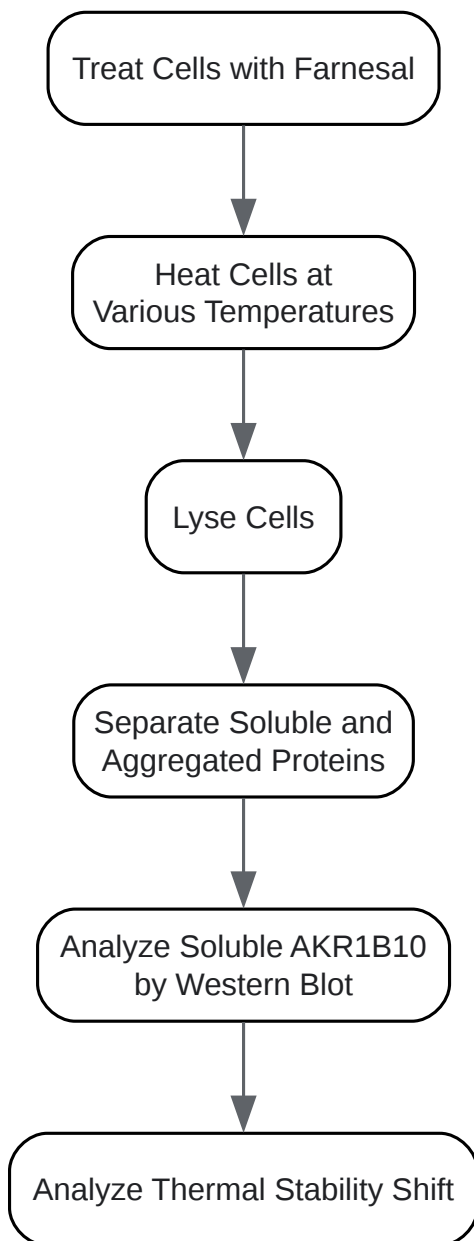 Treat Cells with Farnesal
Heat Cells at
Various Temperatures
Lyse Cells
Separate Soluble and
Aggregated Proteins
Analyze Soluble AKR1B10
by Western Blot
Analyze Thermal Stability Shift